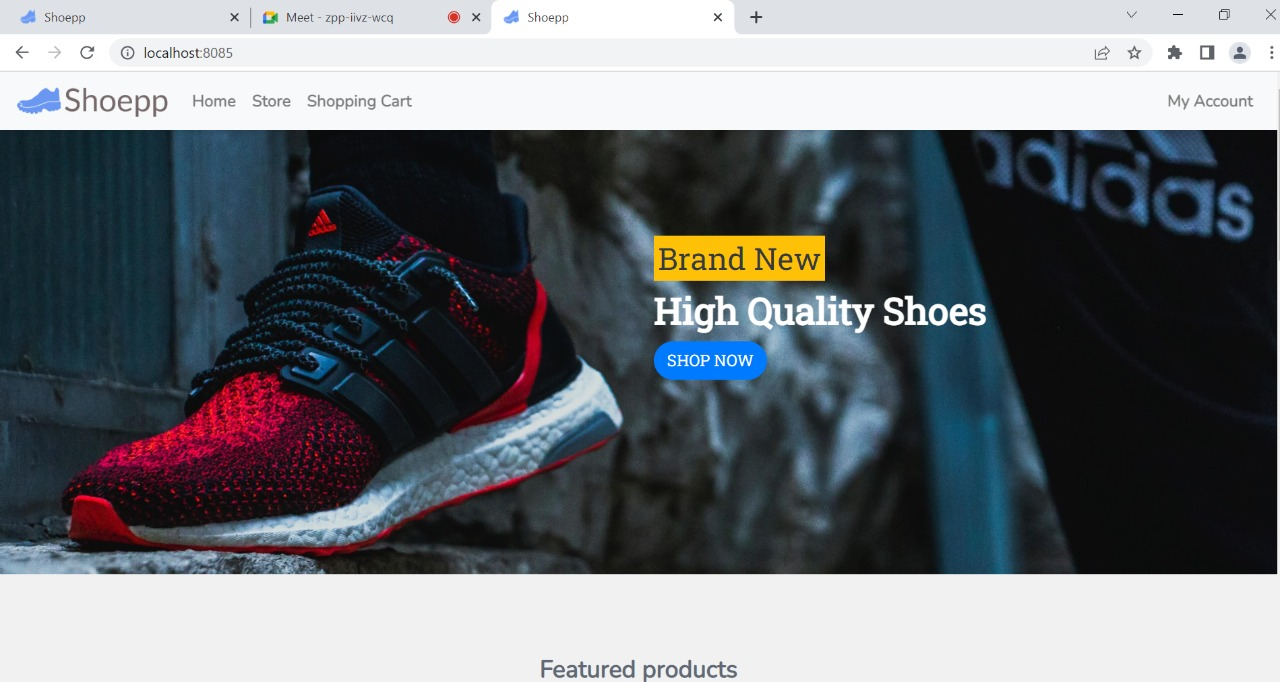 Shoepp
Meet - zpp-iivz-wcq
Shoepp
localhost:8085
Shoepp
Home
Store
Shopping Cart
My Account
adidas
Brand New
High Quality Shoes
SHOP NOW
Featured products